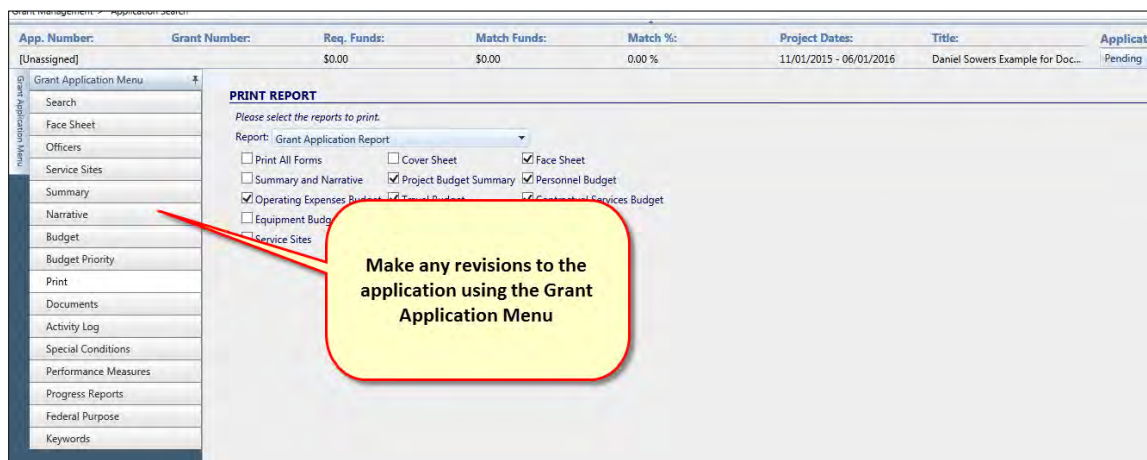 Grant Management > Application Search
App. Number: Grant Number: Req. Funds: Match Funds: Match %: Project Dates: Title: Applicat
[Unassigned] $0.00 $0.00 0.00 % 11/01/2015 - 06/01/2016 Daniel Sowers Example for Doc... Pending
Grant Application Menu
Grant Application Menu
Search
Face Sheet
Officers
Service Sites
Summary
Narrative
Budget
Budget Priority
Print
Documents
Activity Log
Special Conditions
Performance Measures
Progress Reports
Federal Purpose
Keywords
PRINT REPORT
Please select the reports to print.
Report: Grant Application Report
Print All Forms Cover Sheet Face Sheet
Summary and Narrative Project Budget Summary Personnel Budget
Operating Expenses Budget Travel Budget Contractual Services Budget
Equipment Budg
Service Sites
Make any revisions to the
application using the Grant
Application Menu